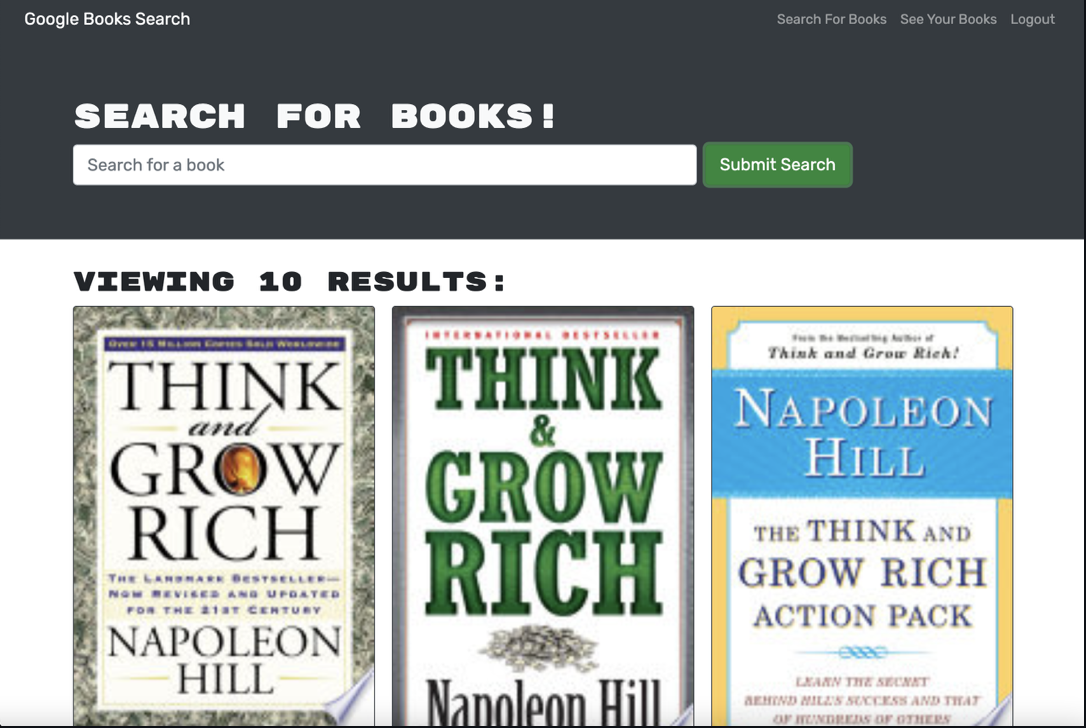 Google Books Search
Search For Books
See Your Books
Logout
SEARCH FOR BOOKS!
Search for a book
Submit Search
VIEWING 10 RESULTS:
OVER 15 MILLION COPIES SOLD WORLDWIDE
THINK
and
GROW
RICH
THE LANDMARK BESTSELLER—
NOW REVISED AND UPDATED
FOR THE 21ST CENTURY
NAPOLEON
HILL
INTERNATIONAL BESTSELLER
THINK
&
GROW
RICH
Napoleon Hill
From the Bestselling Author of
Think and Grow Rich!
NAPOLEON
HILL
THE THINK AND
GROW RICH
ACTION PACK
LEARN THE SECRET
BEHIND HILL'S SUCCESS AND THAT
OF HUNDREDS OF OTHERS